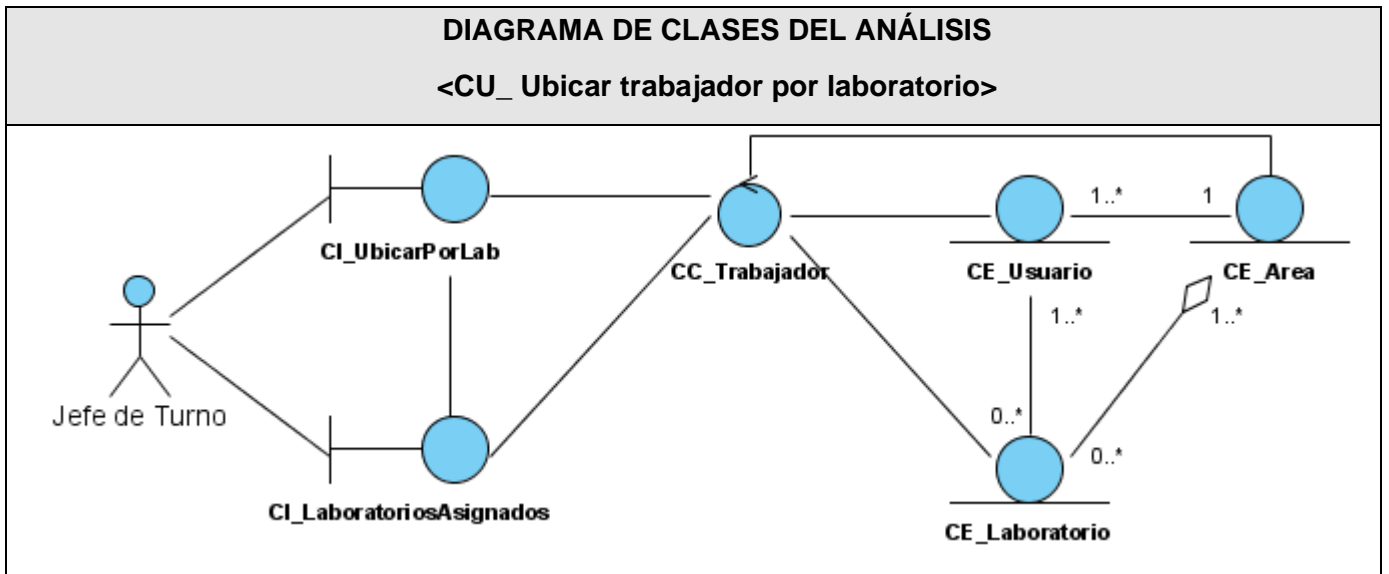 DIAGRAMA DE CLASES DEL ANÁLISIS
<CU_ Ubicar trabajador por laboratorio>
1..*
1
CI_UbicarPorLab
CC_Trabajador
CE_Usuario
CE_Area
1..*
1..*
Jefe de Turno
0..*
0..*
CI_LaboratoriosAsignados
CE_Laboratorio